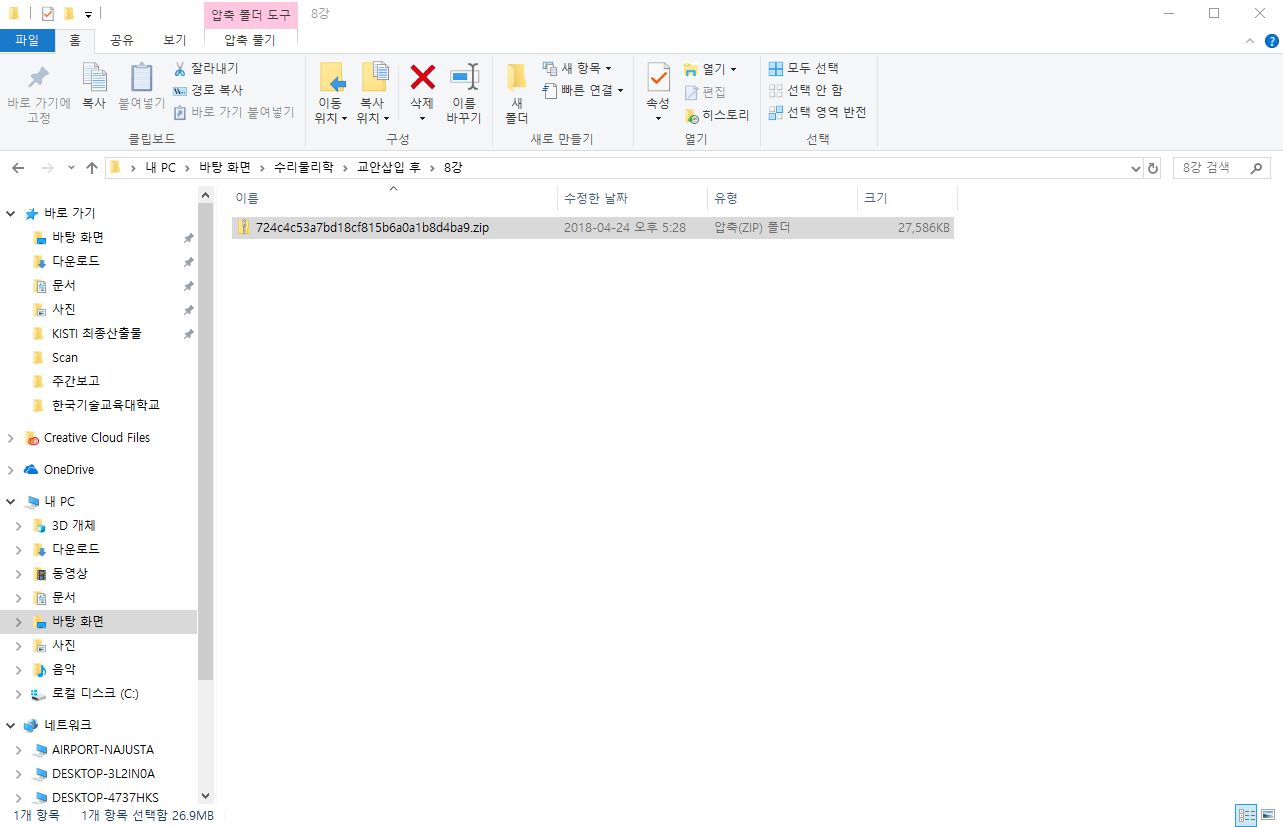 압축 폴더 도구
8강
파일
홈
공유
보기
압축 풀기
바로 가기에
고정
복사
붙여넣기
잘라내기
경로 복사
바로 가기 붙여넣기
클립보드
이동
위치
복사
위치
삭제
이름
바꾸기
구성
새
폴더
새 항목
빠른 연결
새로 만들기
속성
열기
편집
히스토리
열기
모두 선택
선택 안 함
선택 영역 반전
선택
내 PC > 바탕 화면 > 수리물리학 > 교안삽입 후 > 8강
8강 검색
이름
수정한 날짜
유형
크기
724c4c53a7bd18cf815b6a0a1b8d4ba9.zip 2018-04-24 오후 5:28 압축(ZIP) 폴더 27,586KB
바로 가기
바탕 화면
다운로드
문서
사진
KISTI 최종산출물
Scan
주간보고
한국기술교육대학교
Creative Cloud Files
OneDrive
내 PC
3D 개체
다운로드
동영상
문서
바탕 화면
사진
음악
로컬 디스크 (C:)
네트워크
AIRPORT-NAJUSTA
DESKTOP-3L2IN0A
DESKTOP-4737HKS
1개 항목
1개 항목 선택함 26.9MB